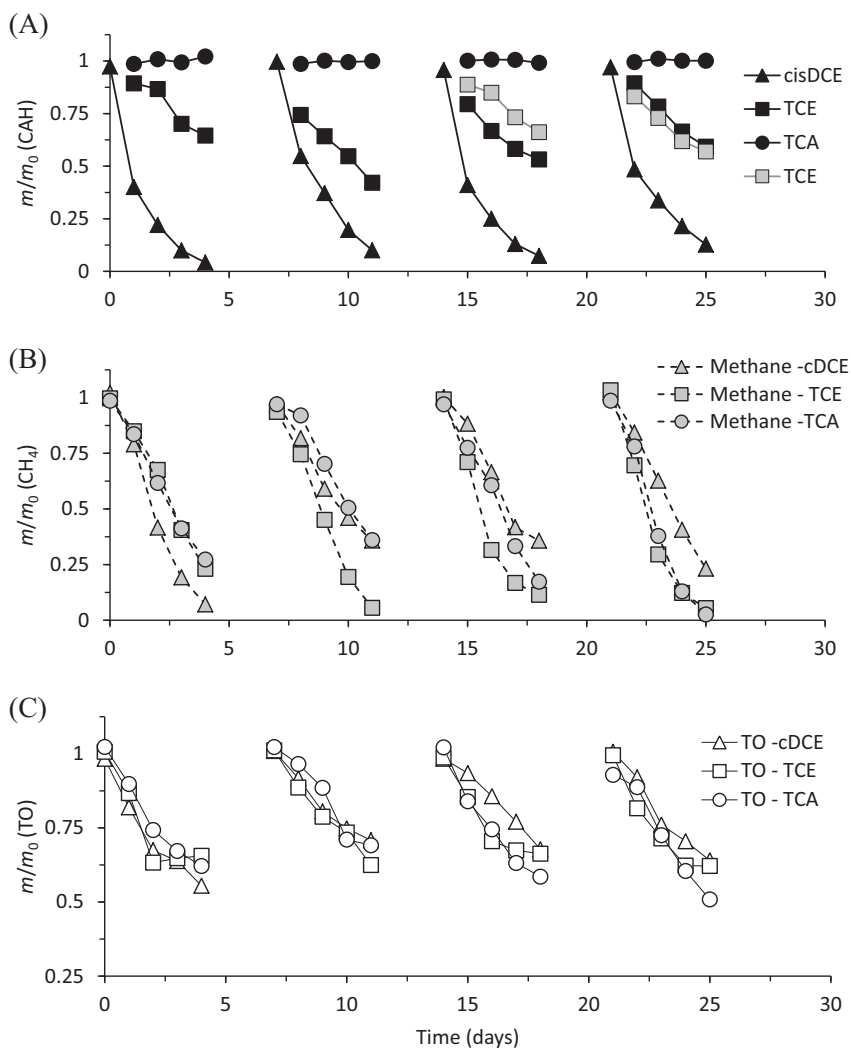 (A)
m/m0 (CAH)
1
0.75
0.5
0.25
0
0 5 10 15 20 25 30
cisDCE
TCE
TCA
TCE
(B)
m/m0 (CH4)
1
0.75
0.5
0.25
0
0 5 10 15 20 25 30
Methane -cDCE
Methane - TCE
Methane -TCA
(C)
m/m0 (TO)
1
0.75
0.5
0.25
0 5 10 15 20 25 30
TO -cDCE
TO - TCE
TO - TCA
Time (days)